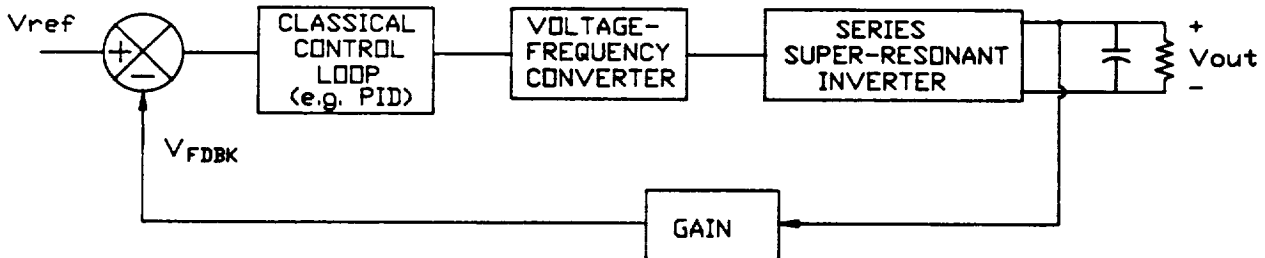 Vref
+
-
CLASSICAL
CONTROL
LOOP
(e.g. PID)
VOLTAGE-
FREQUENCY
CONVERTER
SERIES
SUPER-RESONANT
INVERTER
+
Vout
-
VFDBK
GAIN